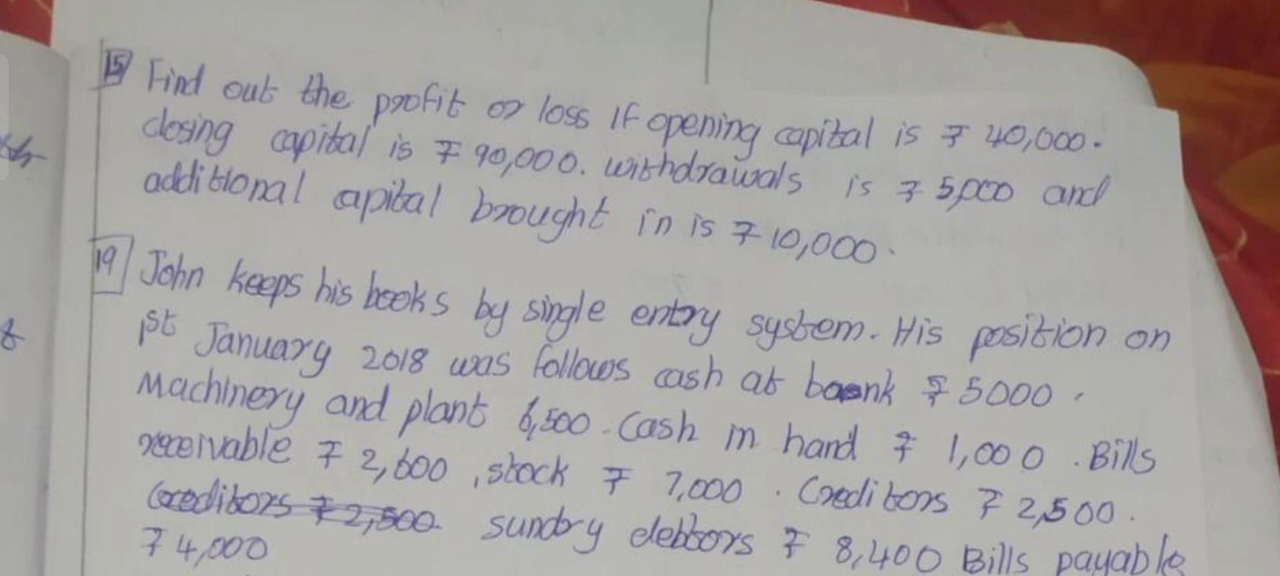 15 Find out the profit or loss If opening capital is ₹ 40,000.
closing capital is ₹ 90,000. withdrawals is ₹ 5,000 and
additional capital brought in is ₹ 10,000.
19 John keeps his books by single entry system. His position on
1st January 2018 was follows cash at bank ₹ 5000.
Machinery and plant 6,500. Cash in hand ₹ 1,000. Bills
receivable ₹ 2,600, stock ₹ 7,000. Creditors ₹ 2,500.
Creditors ₹ 2,500. sundry debtors ₹ 8,400 Bills payable
₹ 4,000